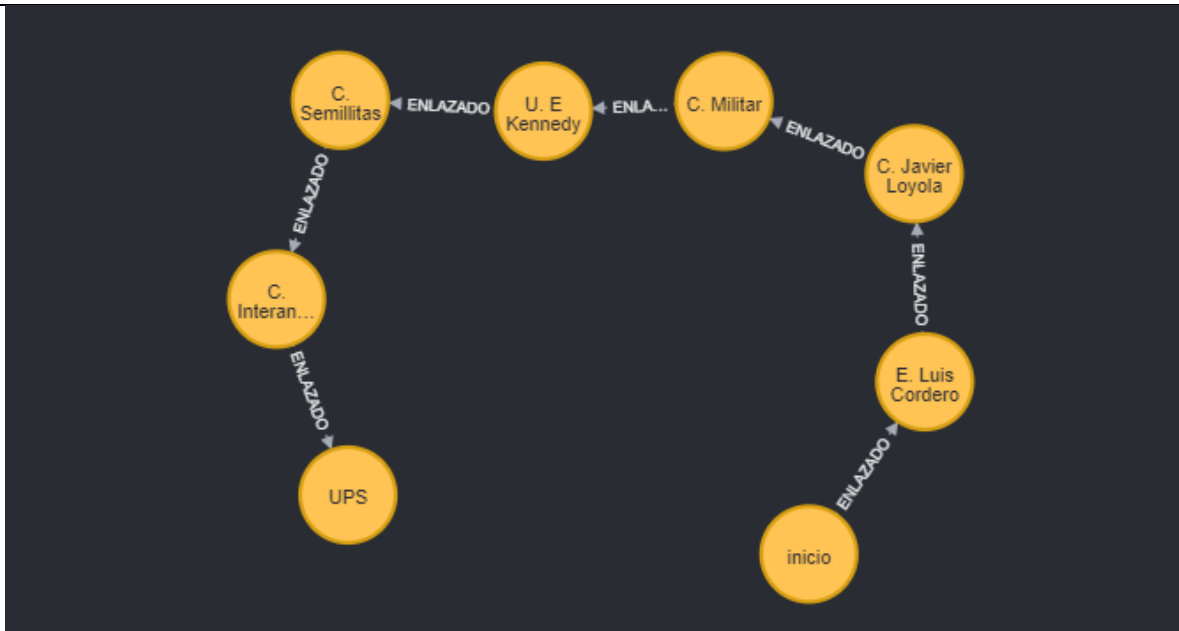 C.
Semillitas
ENLAZADO
U. E
Kennedy
ENLA...
C. Militar
ENLAZADO
C. Javier
Loyola
ENLAZADO
ENLAZADO
C.
Interan...
E. Luis
Cordero
ENLAZADO
ENLAZADO
UPS
inicio